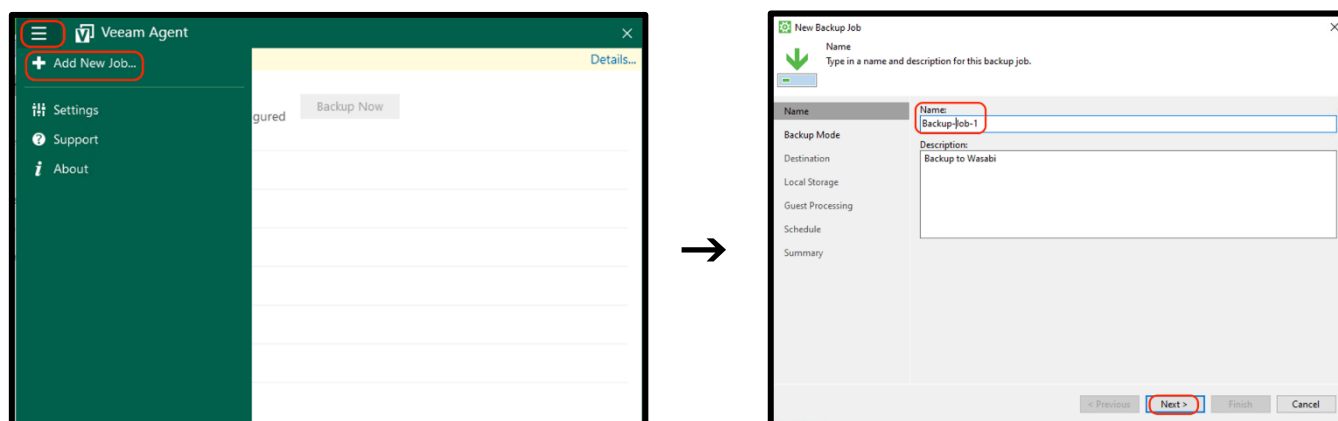 Veeam Agent
Add New Job...
Details...
Settings
gured
Backup Now
Support
About
New Backup Job
Name
Type in a name and description for this backup job.
Name
Backup Mode
Destination
Local Storage
Guest Processing
Schedule
Summary
Name:
Backup-Job-1
Description:
Backup to Wasabi
< Previous
Next >
Finish
Cancel